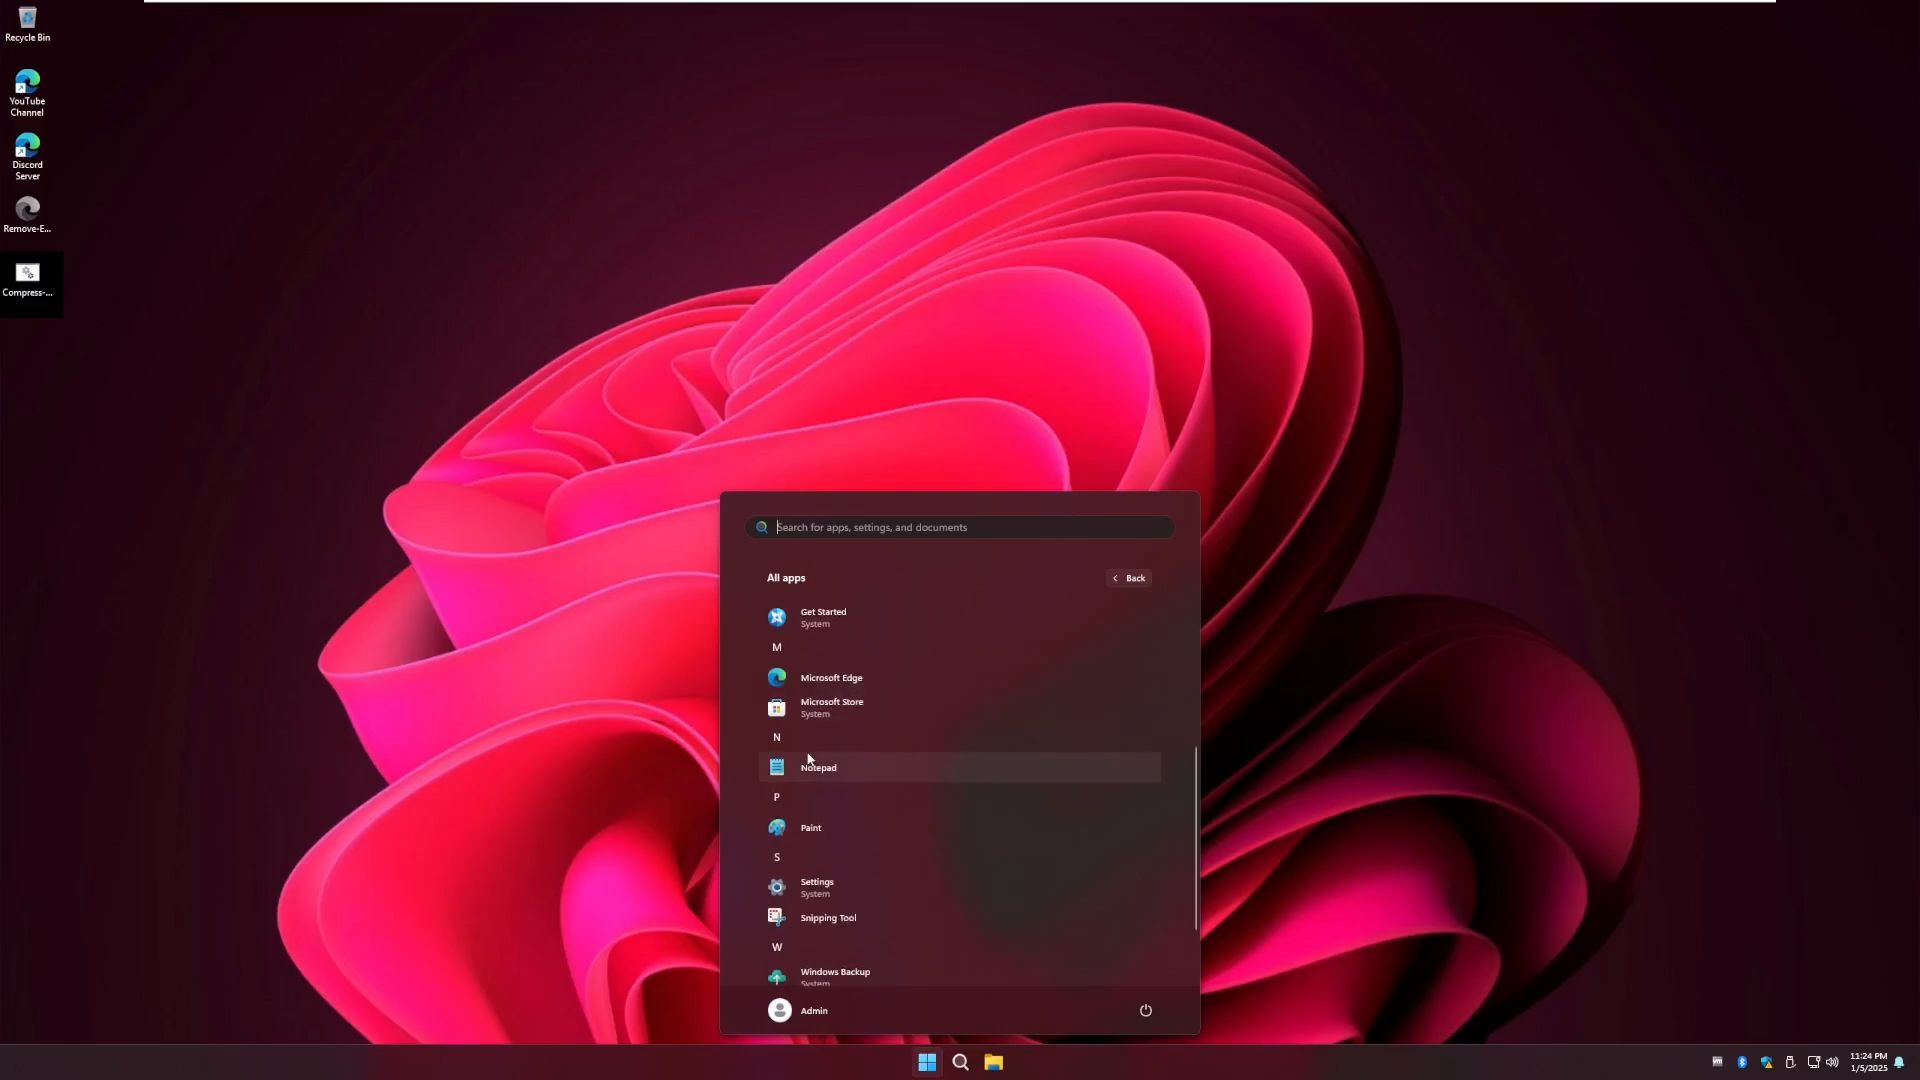 Recycle Bin
YouTube
Channel
Discord
Server
Remove-E...
Compress-...
Search for apps, settings, and documents
All apps
Back
Get Started
System
M
Microsoft Edge
Microsoft Store
System
N
Notepad
P
Paint
S
Settings
System
Snipping Tool
W
Windows Backup
System
Admin
vm
11:24 PM
1/5/2025